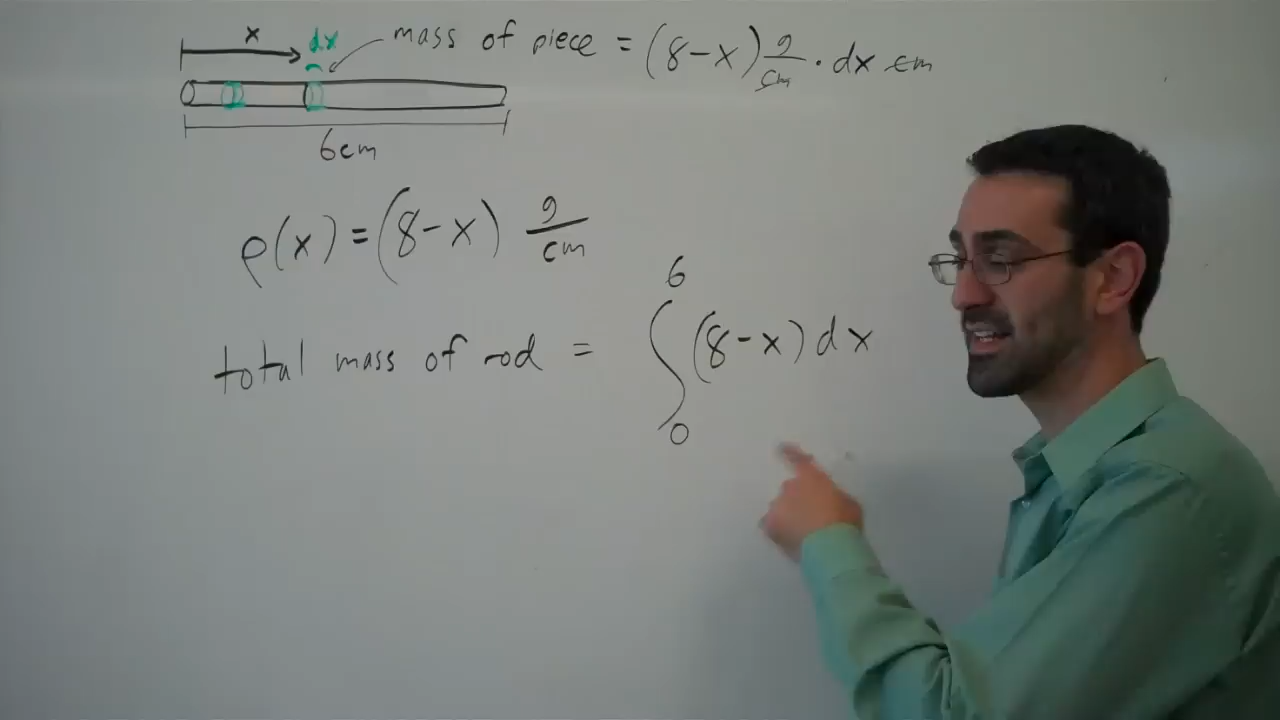 x
dx
mass of piece = (8-x) g/cm · dx cm
6cm
ρ(x) = (8-x) g/cm
total mass of rod = ∫₀⁶ (8-x) dx